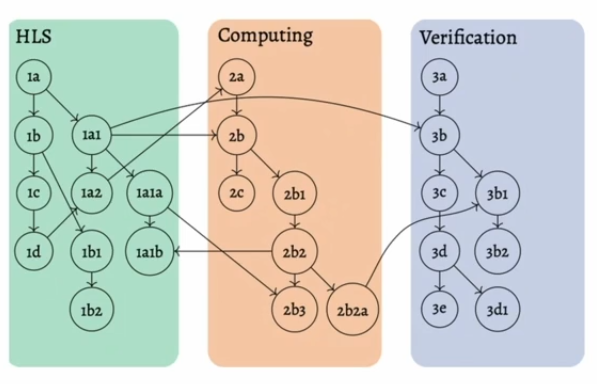 HLS
Computing
Verification
1a
2a
3a
1b
1a1
2b
3b
1c
1a2
1a1a
2c
2b1
3c
3b1
1d
1b1
1a1b
2b2
3d
3b2
1b2
2b3
2b2a
3e
3d1